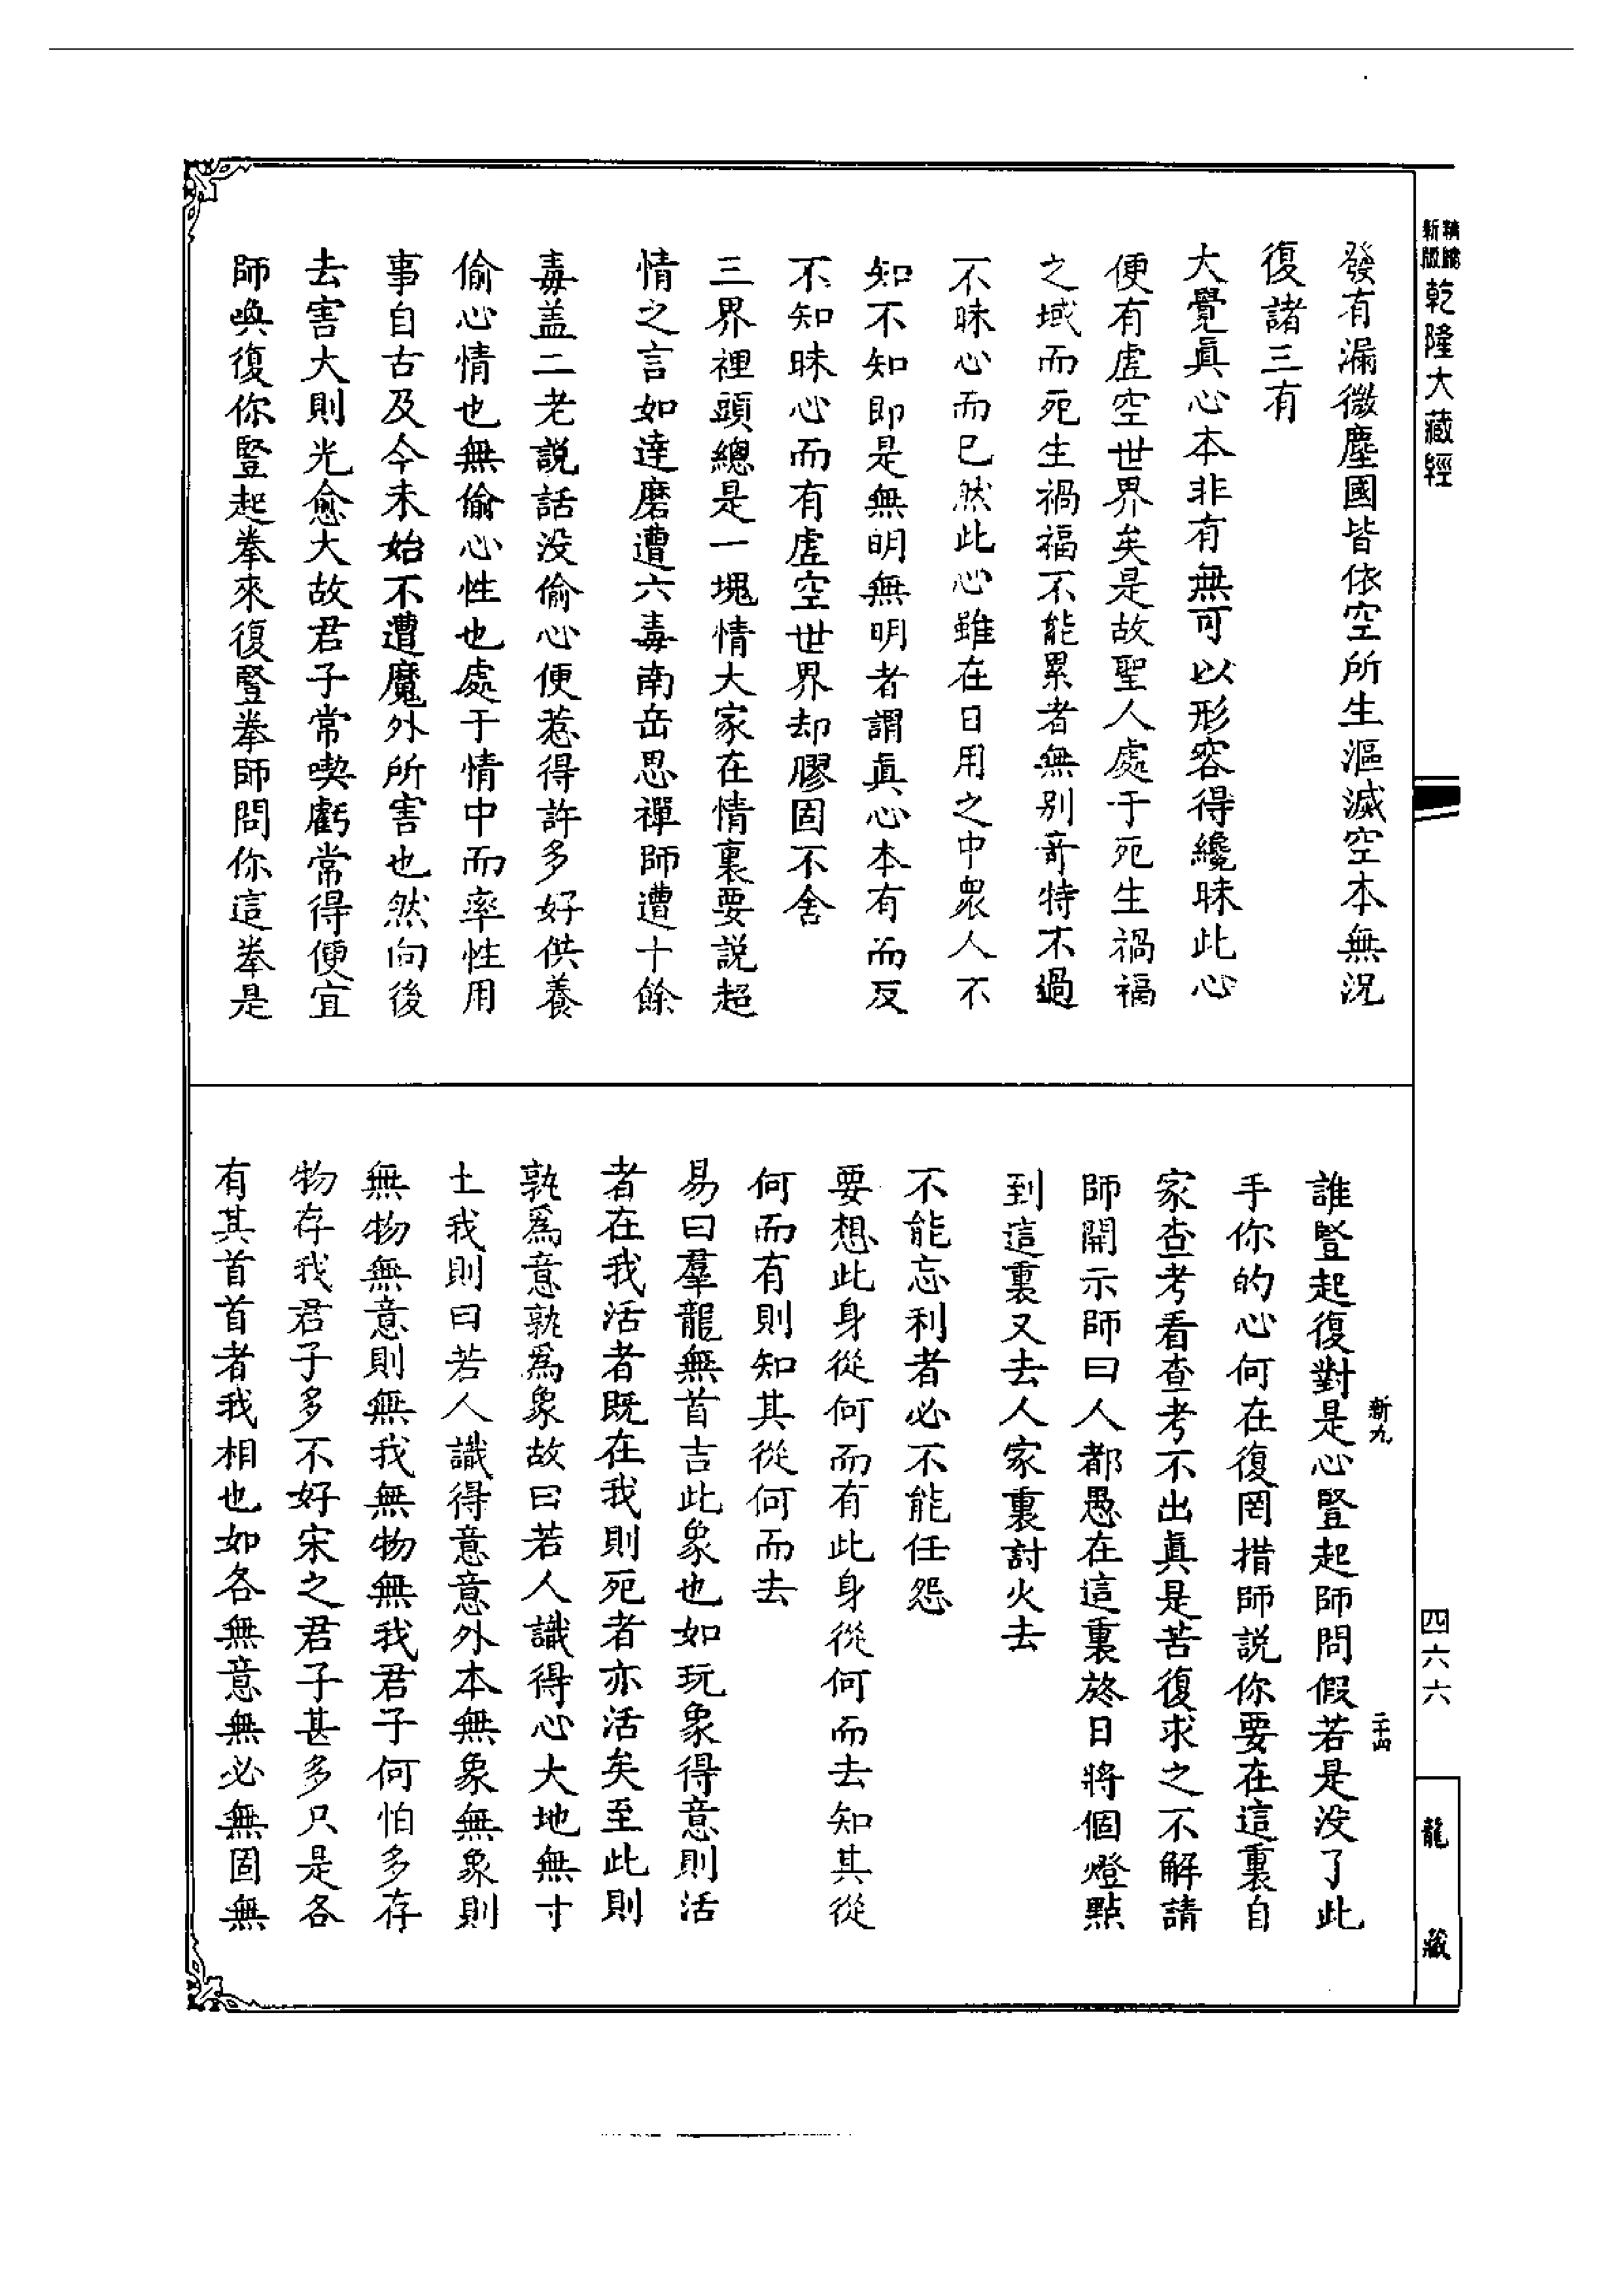 新版
精縮
乾隆大藏經
發有漏微塵國皆依空所生漚滅空本無況
復諸三有
大覺眞心本非有無可以形容得纔昧此心
便有虛空世界矣是故聖人處于死生禍福
之域而死生禍福不能累者無别竒特不過
不昧心而已然此心雖在日用之中衆人不
知不知即是無明無明者謂眞心本有而反
不知昧心而有虛空世界却膠固不舍
三界裡頭總是一塊情大家在情裏要説超
情之言如達磨遭六毒南岳思禪師遭十餘
毒盖二老説話没偷心便惹得許多好供養
偷心情也無偷心性也處于情中而率性用
事自古及今未始不遭魔外所害也然向後
去害大則光愈大故君子常喫虧常得便宜
師喚復你豎起拳來復豎拳師問你這拳是
誰豎起復對是心豎起師問假若是没了此
手你的心何在復罔措師説你要在這裏自
家查考看查考不出眞是苦復求之不解請
師開示師曰人都愚在這裏終日將個燈點
到這裏又去人家裏討火去
不能忘利者必不能任怨
要想此身從何而有此身從何而去知其從
何而有則知其從何而去
易曰羣龍無首吉此象也如玩象得意則活
者在我活者既在我則死者亦活矣至此則
孰爲意孰爲象故曰若人識得心大地無寸
土我則曰若人識得意意外本無象無象則
無物無意則無我無物無我君子何怕多存
物存我君子多不好宋之君子甚多只是各
有其首首者我相也如各無意無必無固無
新九
二十四
四六六
龍藏